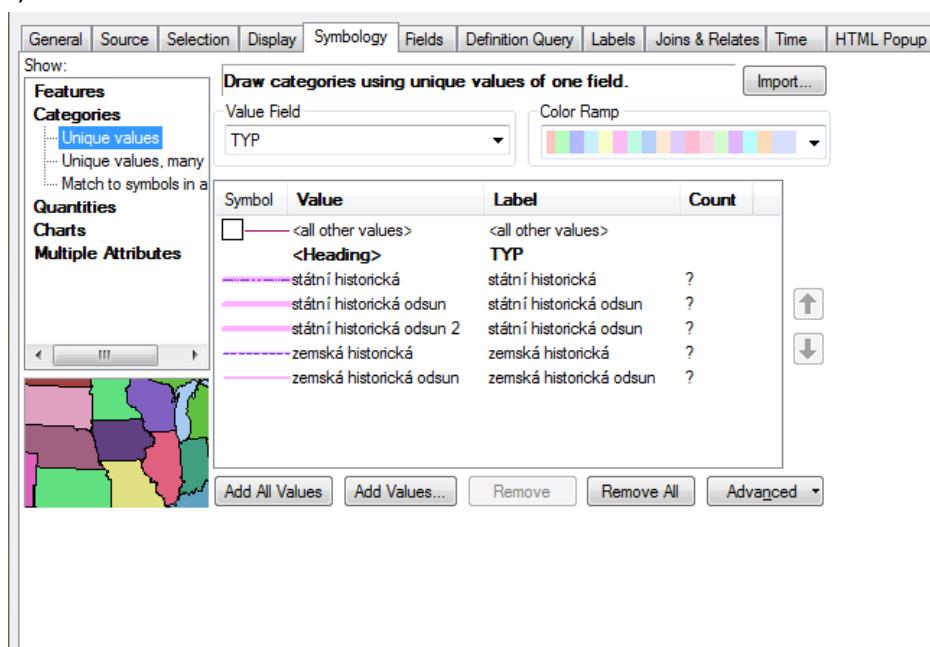 General Source Selection Display Symbology Fields Definition Query Labels Joins & Relates Time HTML Popup
Show:
Features
Categories
Unique values
Unique values, many
Match to symbols in a
Quantities
Charts
Multiple Attributes
Draw categories using unique values of one field.
Import...
Value Field
Color Ramp
TYP
Symbol Value Label Count
<all other values> <all other values>
<Heading> TYP
státní historická státní historická ?
státní historická odsun státní historická odsun ?
státní historická odsun 2 státní historická odsun ?
zemská historická zemská historická ?
zemská historická odsun zemská historická odsun ?
Add All Values Add Values... Remove Remove All Advanced